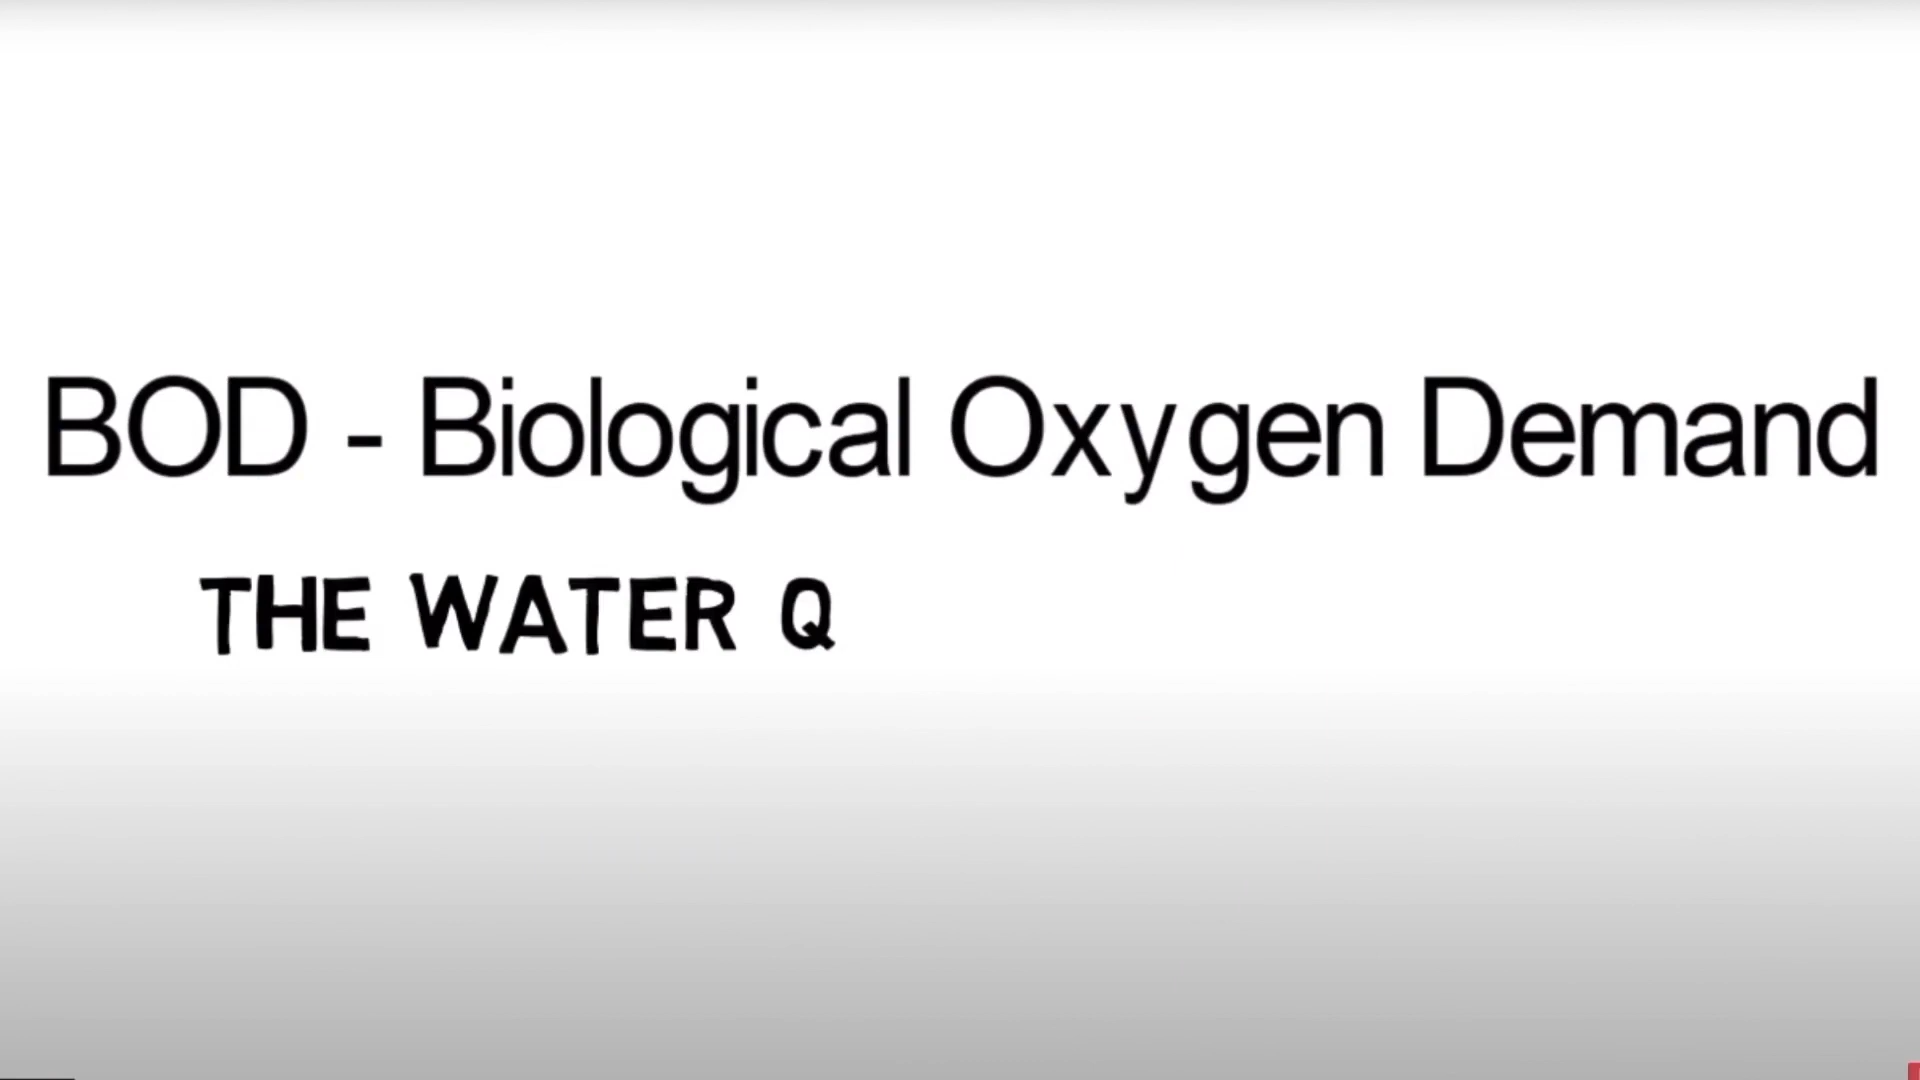 BOD - Biological Oxygen Demand
THE WATER Q